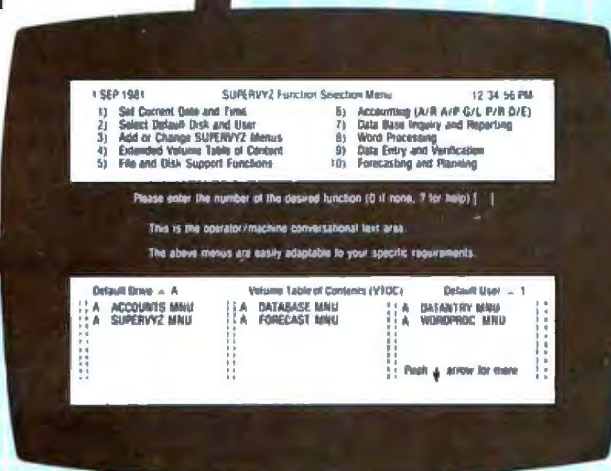 1 SEP 1981 SUPERVYZ Function Selection Menu 12 34 56 PM
1) Set Current Date and Time 6) Accounting (A/R A/P G/L P/R O/E)
2) Select Default Disk and User 7) Data Base Inquiry and Reporting
3) Add or Change SUPERVYZ Menus 8) Word Processing
4) Extended Volume Table of Content 9) Data Entry and Verification
5) File and Disk Support Functions 10) Forecasting and Planning
Please enter the number of the desired function (0 if none, ? for help) [ ]
This is the operator/machine conversational text area.
The above menus are easily adaptable to your specific requirements.
Default Drive = A Volume Table of Contents (VTOC) Default User = 1
A ACCOUNTS MNU A DATABASE MNU A DATANTRY MNU
A SUPERVYZ MNU A FORECAST MNU A WORDPROC MNU
Push arrow for more